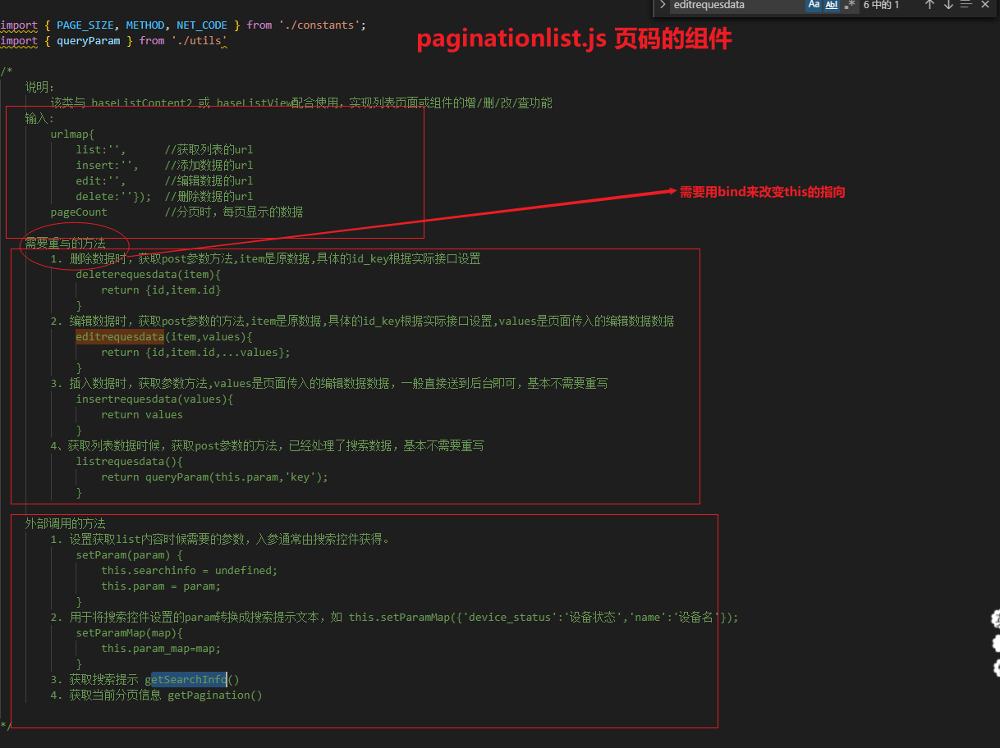 editrequesdata Aa Abl .* 6 中的 1
import { PAGE_SIZE, METHOD, NET_CODE } from './constants';
import { queryParam } from './utils'
paginationlist.js 页码的组件
/*
说明:
该类与 baseListContent2 或 baseListView配合使用，实现列表页面或组件的增/删/改/查功能
输入:
urlmap{
list:'', //获取列表的url
insert:'', //添加数据的url
edit:'', //编辑数据的url
delete:''}); //删除数据的url
需要用bind来改变this的指向
pageCount //分页时，每页显示的数据
需要重写的方法
1. 删除数据时，获取post参数方法,item是原数据,具体的id_key根据实际接口设置
deleterequesdata(item){
return {id,item.id}
}
2. 编辑数据时，获取post参数的方法,item是原数据,具体的id_key根据实际接口设置,values是页面传入的编辑数据数据
editrequesdata(item,values){
return {id,item.id,...values};
}
3. 插入数据时，获取参数方法,values是页面传入的编辑数据数据，一般直接送到后台即可，基本不需要重写
insertrequesdata(values){
return values
}
4、获取列表数据时候，获取post参数的方法，已经处理了搜索数据，基本不需要重写
listrequesdata(){
return queryParam(this.param,'key');
}
外部调用的方法
1. 设置获取list内容时候需要的参数，入参通常由搜索控件获得。
setParam(param) {
this.searchinfo = undefined;
this.param = param;
}
2. 用于将搜索控件设置的param转换成搜索提示文本，如 this.setParamMap({'device_status':'设备状态','name':'设备名'});
setParamMap(map){
this.param_map=map;
}
3. 获取搜索提示 getSearchInfo()
4. 获取当前分页信息 getPagination()
*/